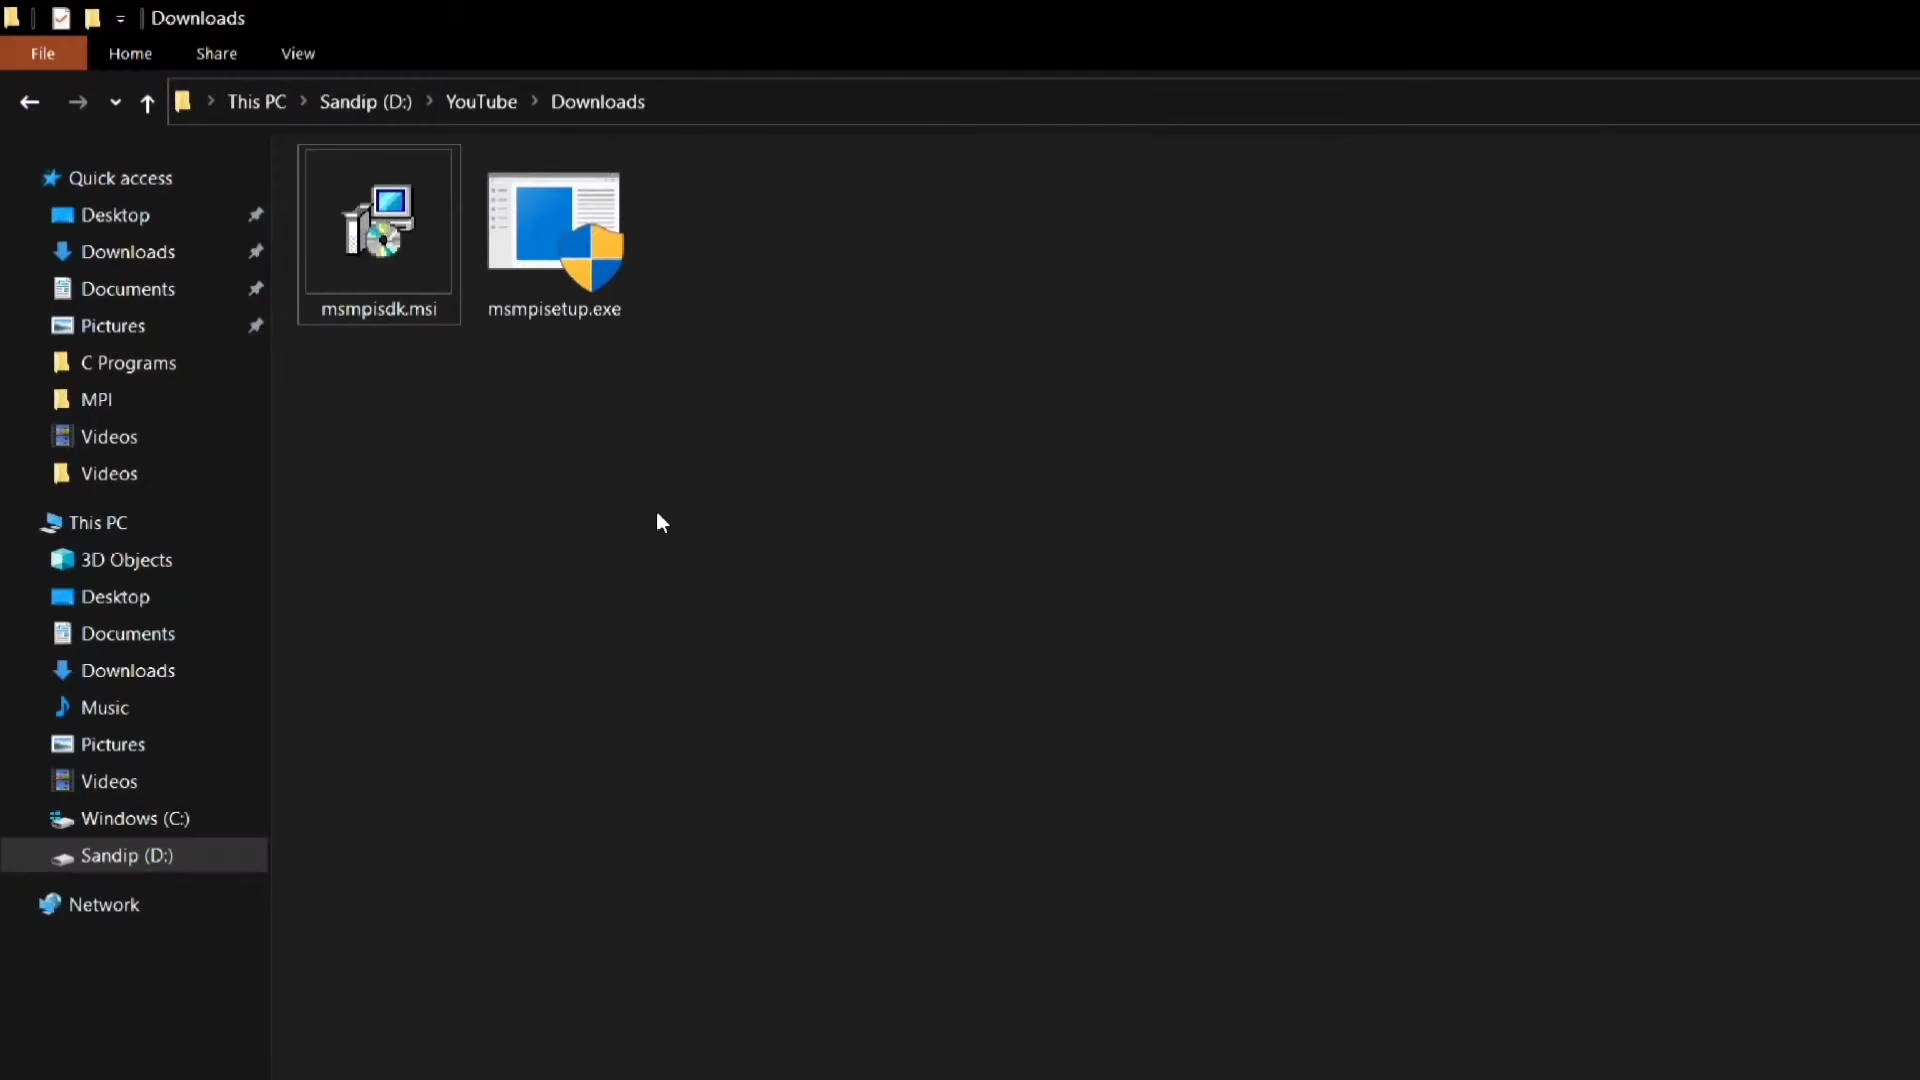 Downloads
File Home Share View
This PC > Sandip (D:) > YouTube > Downloads
Quick access
Desktop
Downloads
Documents
Pictures
C Programs
MPI
Videos
Videos
This PC
3D Objects
Desktop
Documents
Downloads
Music
Pictures
Videos
Windows (C:)
Sandip (D:)
Network
msmpisdk.msi
msmpisetup.exe